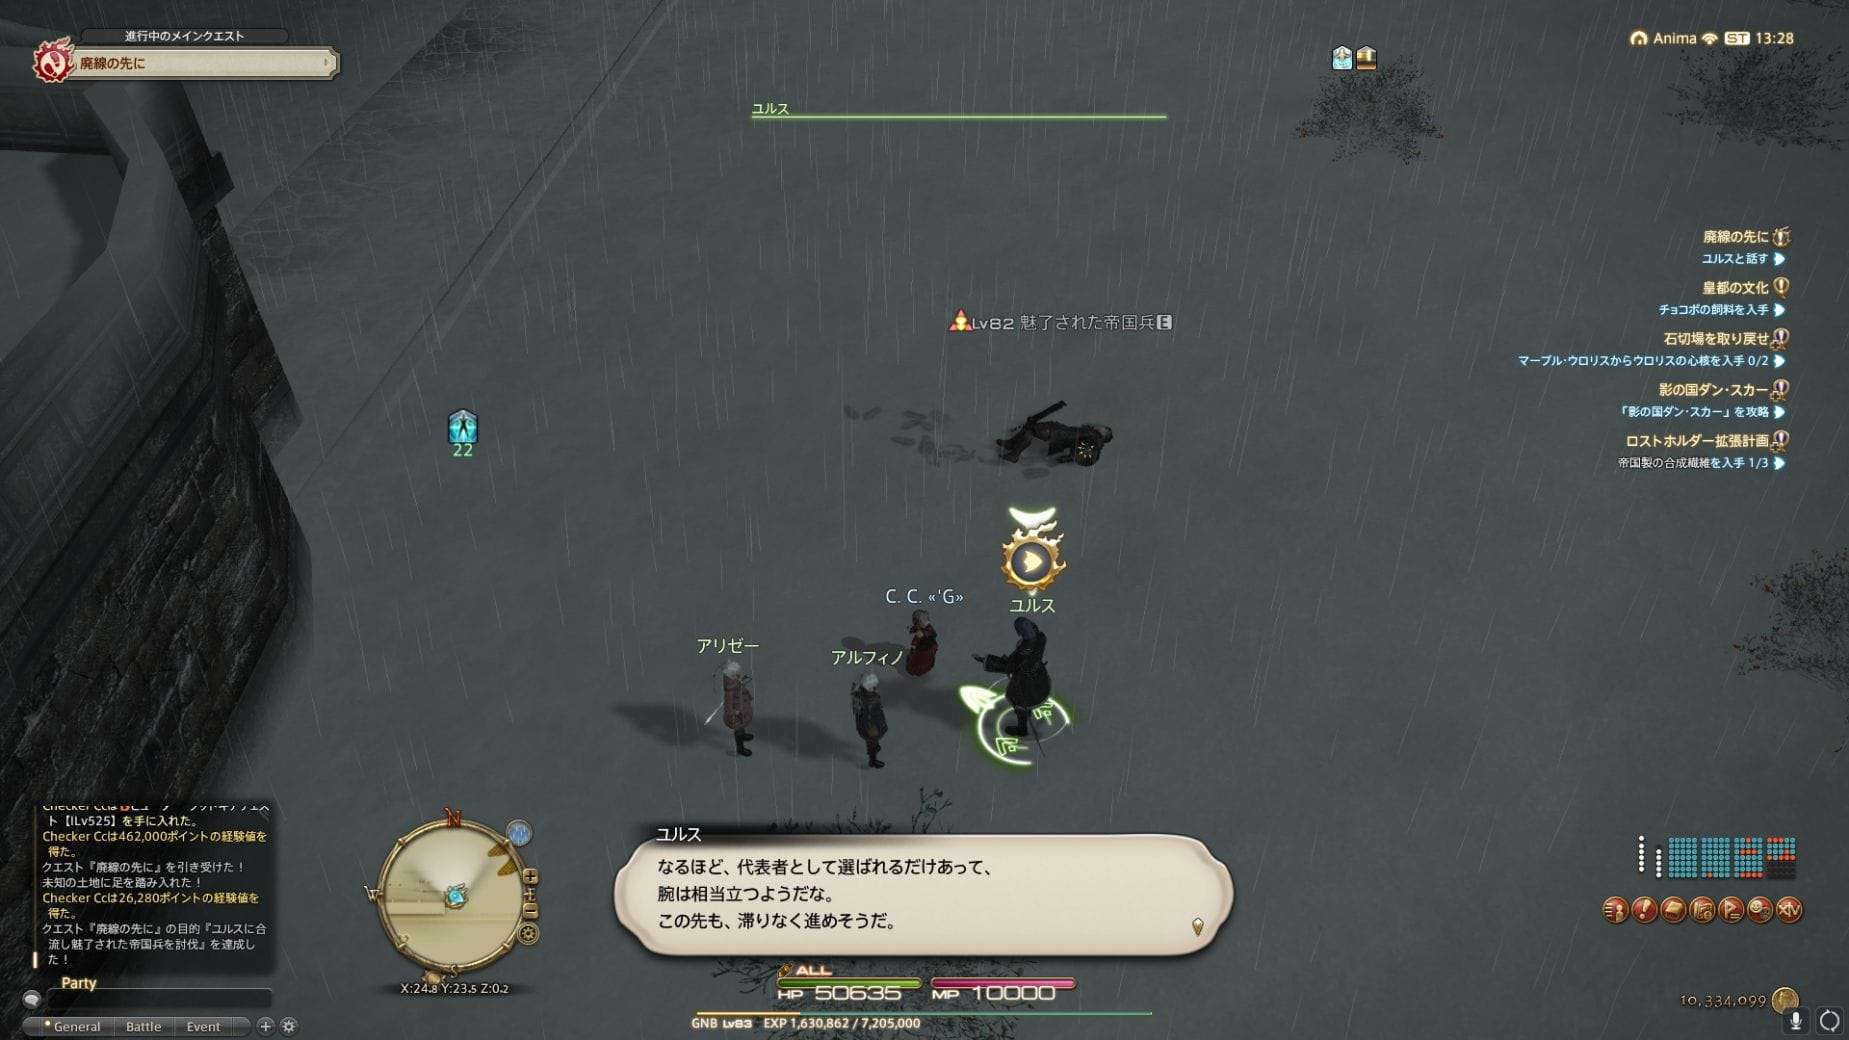 進行中のメインクエスト
廃線の先に
Anima ST 13:28
ユルス
廃線の先に
ユルスと話す
皇都の文化
チョコボの飼料を入手
石切場を取り戻せ
マーブル・ウロリスからウロリスの心核を入手 0/2
影の国ダン・スカー
「影の国ダン・スカー」を攻略
ロストホルダー拡張計画
帝国製の合成繊維を入手 1/3
Lv82 魅了された帝国兵E
22
C. C. «'G»
ユルス
アリゼー
アルフィノ
ト【ILv525】を手に入れた。
Checker Ccは462,000ポイントの経験値を
得た。
クエスト『廃線の先に』を引き受けた！
未知の土地に足を踏み入れた！
Checker Ccは26,280ポイントの経験値を
得た。
クエスト『廃線の先に』の目的『ユルスに合
流し魅了された帝国兵を討伐』を達成し
た！
Party
General Battle Event
N
W
S
X:24.8 Y:23.5 Z:0.2
ユルス
なるほど、代表者として選ばれるだけあって、
腕は相当立つようだな。
この先も、滞りなく進めそうだ。
ALL
HP 50635 MP 10000
GNB Lv83 EXP 1,630,862 / 7,205,000
XIV
10,334,099